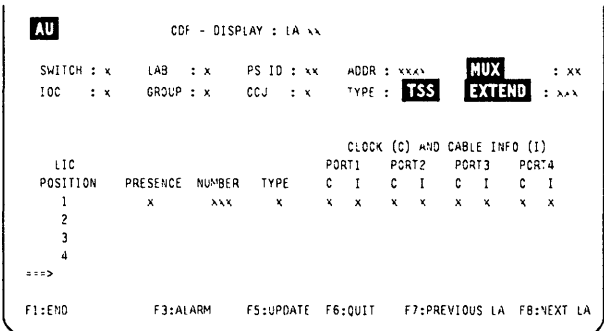 AU CDF - DISPLAY : LA xx
SWITCH : x LAB : x PS ID : xx ADDR : xxxx MUX : xx
IOC : x GROUP : x CCU : x TYPE : TSS EXTEND : xxx
CLOCK (C) AND CABLE INFO (I)
LIC PORT1 PORT2 PORT3 PORT4
POSITION PRESENCE NUMBER TYPE C I C I C I C I
1 x xxx x x x x x x x x x
2
3
4
===>
F1:END F3:ALARM F5:UPDATE F6:QUIT F7:PREVIOUS LA F8:NEXT LA